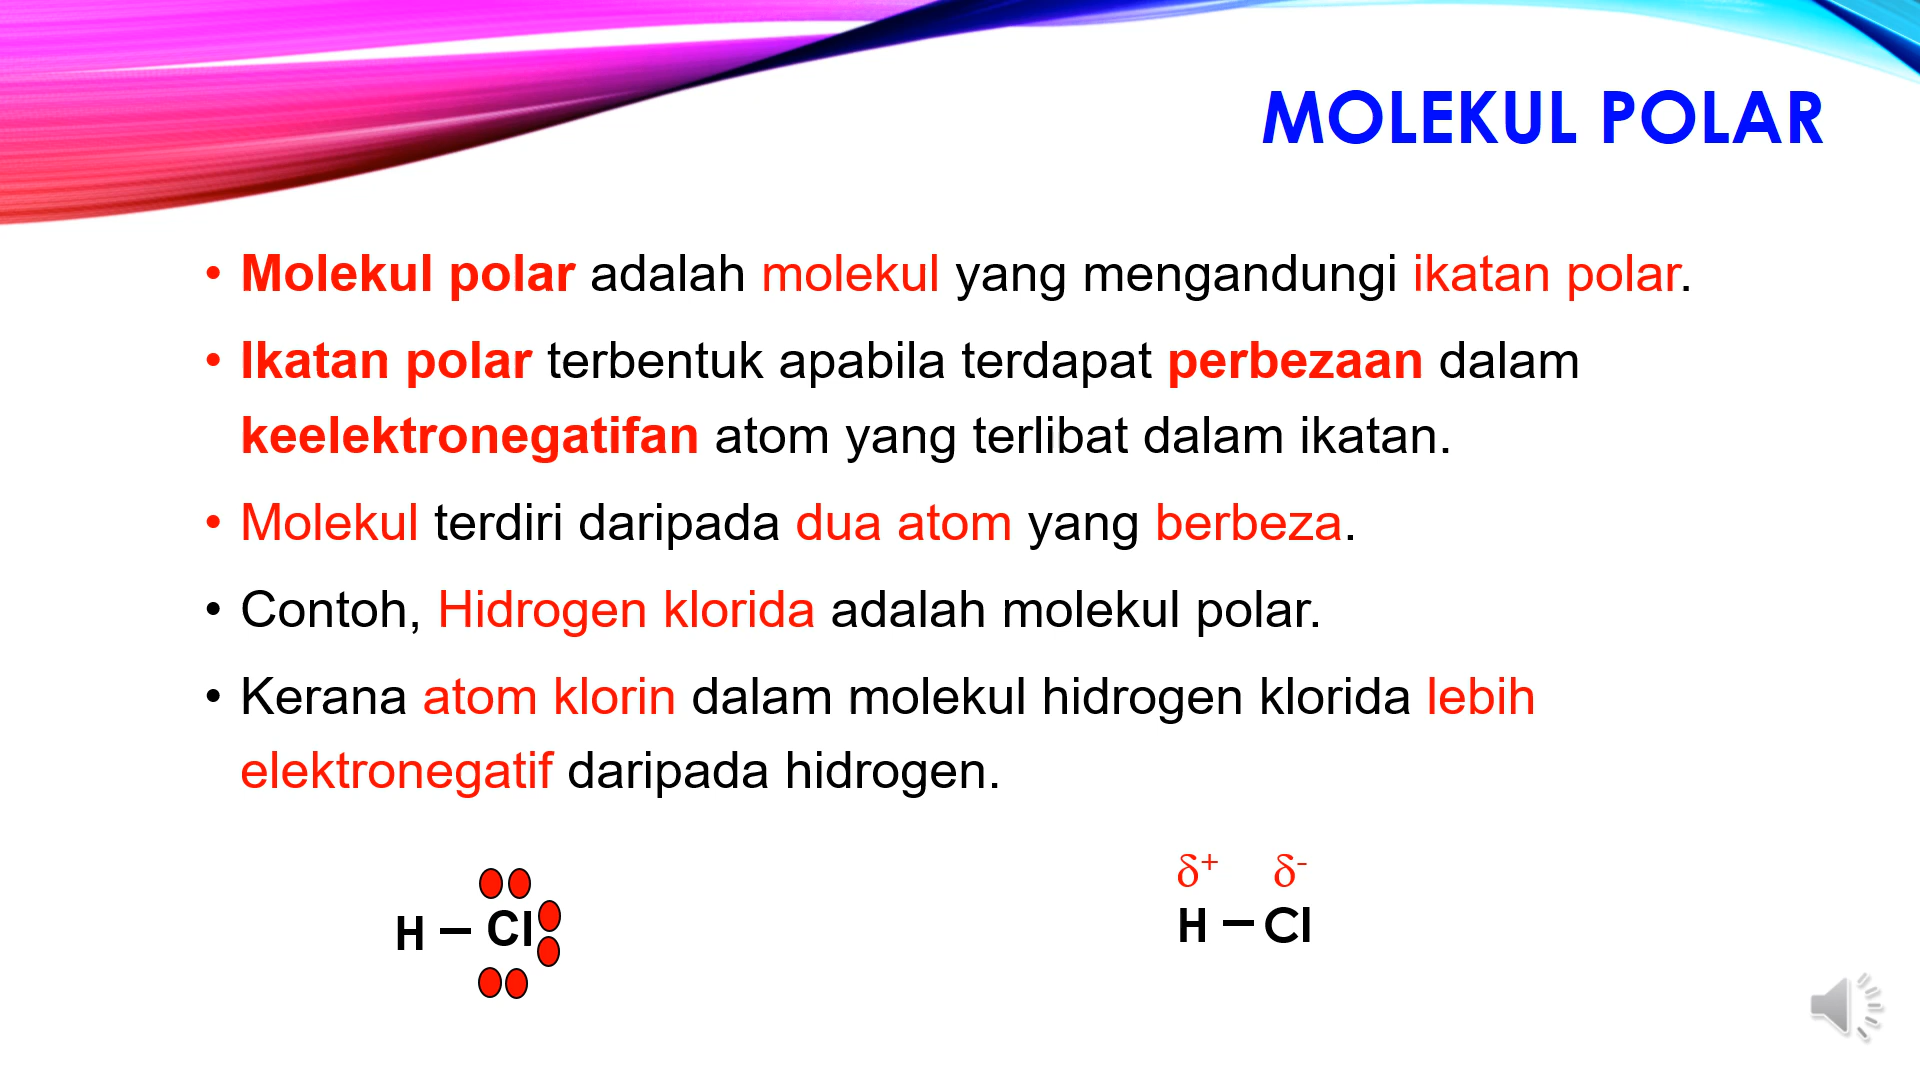 MOLEKUL POLAR
• Molekul polar adalah molekul yang mengandungi ikatan polar.
• Ikatan polar terbentuk apabila terdapat perbezaan dalam
keelektronegatifan atom yang terlibat dalam ikatan.
• Molekul terdiri daripada dua atom yang berbeza.
• Contoh, Hidrogen klorida adalah molekul polar.
• Kerana atom klorin dalam molekul hidrogen klorida lebih
elektronegatif daripada hidrogen.
H – Cl
δ+ δ-
H – Cl